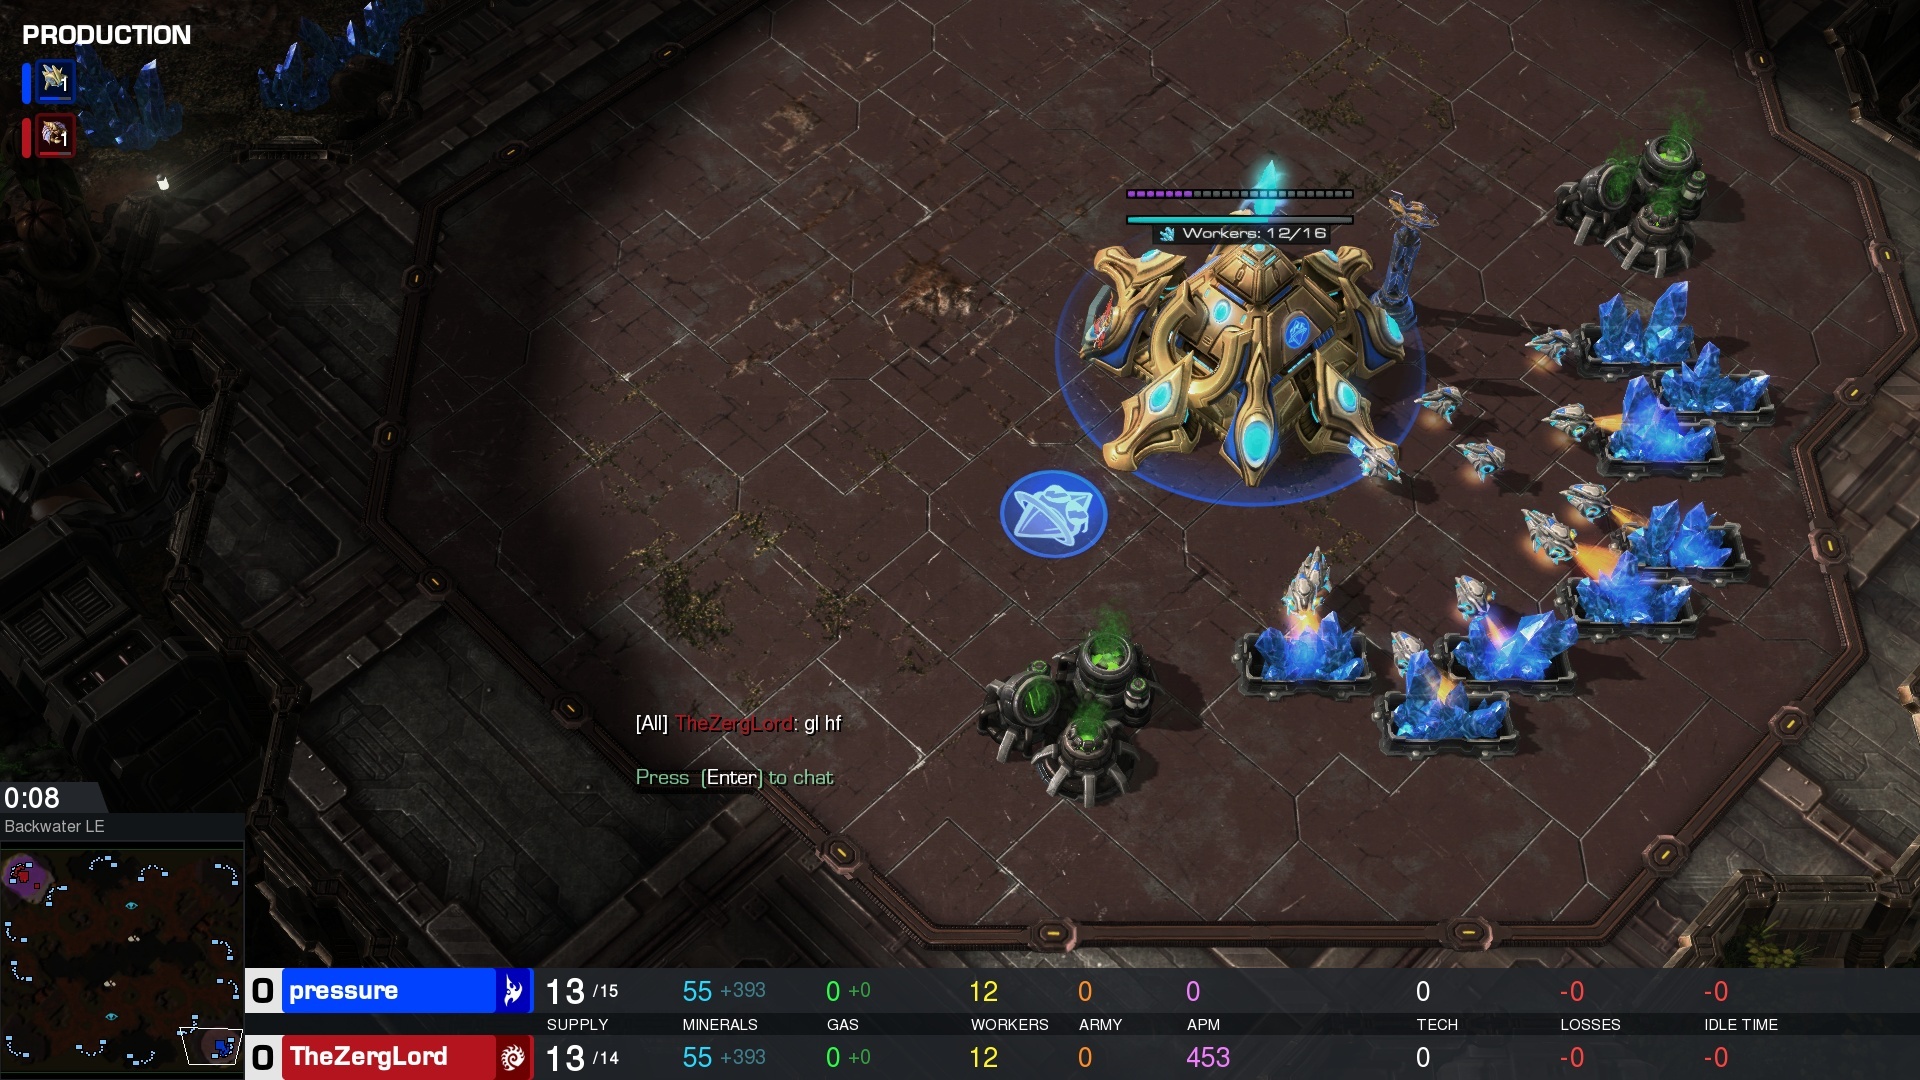 PRODUCTION
1
1
Workers: 12/16
[All] TheZergLord: gl hf
Press [Enter] to chat
0:08
Backwater LE
0 pressure 13 /15 55 +393 0 +0 12 0 0 0 -0 -0
SUPPLY MINERALS GAS WORKERS ARMY APM TECH LOSSES IDLE TIME
0 TheZergLord 13 /14 55 +393 0 +0 12 0 453 0 -0 -0